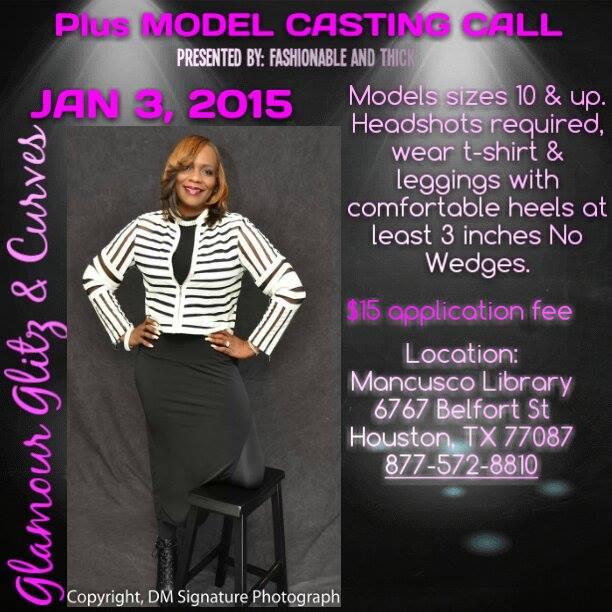 Plus MODEL CASTING CALL
PRESENTED BY: FASHIONABLE AND THICK
JAN 3, 2015
Glamour Glitz & Curves
Models sizes 10 & up.
Headshots required,
wear t-shirt &
leggings with
comfortable heels at
least 3 inches No
Wedges.
$15 application fee
Location:
Mancusco Library
6767 Belfort St
Houston, TX 77087
877-572-8810
Copyright, DM Signature Photograph